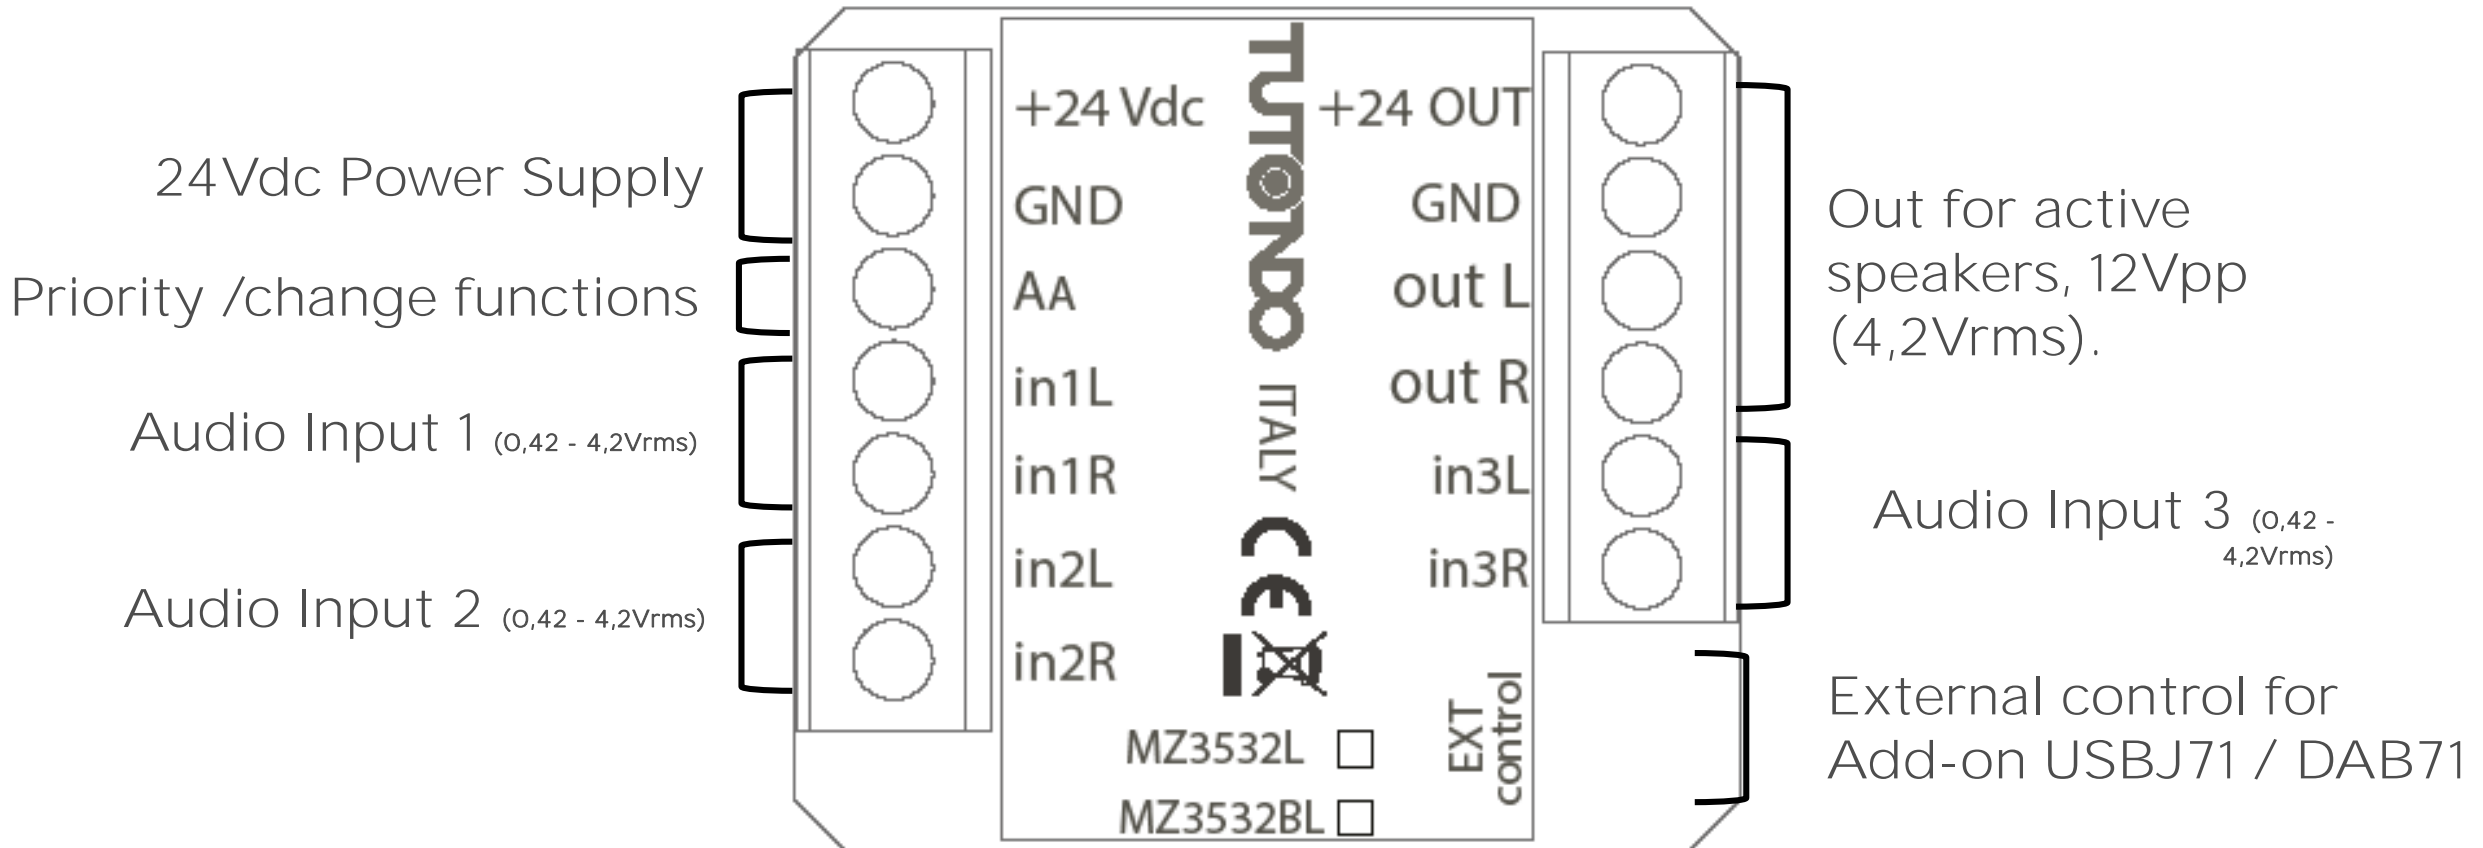 24Vdc Power Supply
Priority /change functions
Audio Input 1 (0,42 - 4,2Vrms)
Audio Input 2 (0,42 - 4,2Vrms)
+24 Vdc
GND
AA
in1L
in1R
in2L
in2R
TUTONDO
ITALY
CE
MZ3532L
MZ3532BL
+24 OUT
GND
out L
out R
in3L
in3R
EXT
control
Out for active
speakers, 12Vpp
(4,2Vrms).
Audio Input 3 (0,42 -
4,2Vrms)
External control for
Add-on USBJ71 / DAB71